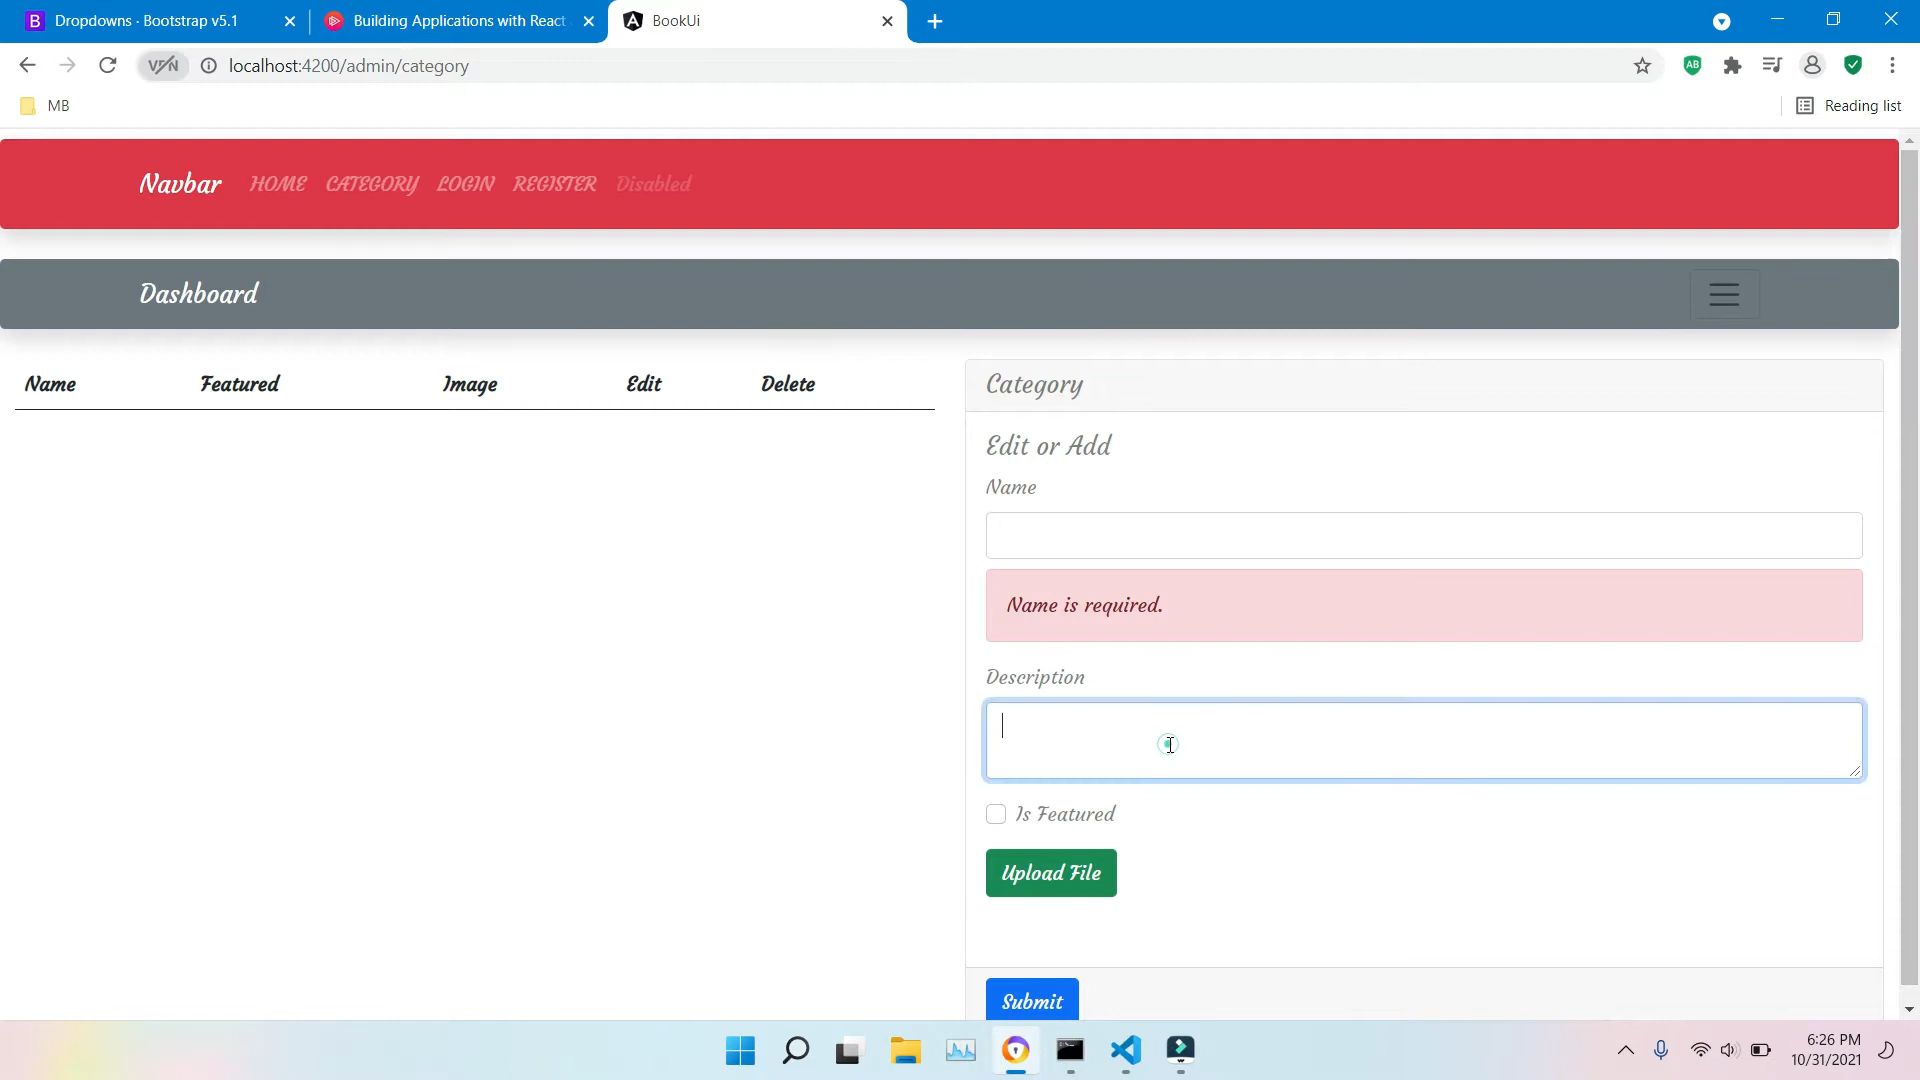 Dropdowns · Bootstrap v5.1
Building Applications with React
BookUi
VPN
localhost:4200/admin/category
AB
MB
Reading list
Navbar
HOME
CATEGORY
LOGIN
REGISTER
Disabled
Dashboard
Name
Featured
Image
Edit
Delete
Category
Edit or Add
Name
Name is required.
Description
Is Featured
Upload File
Submit
6:26 PM
10/31/2021